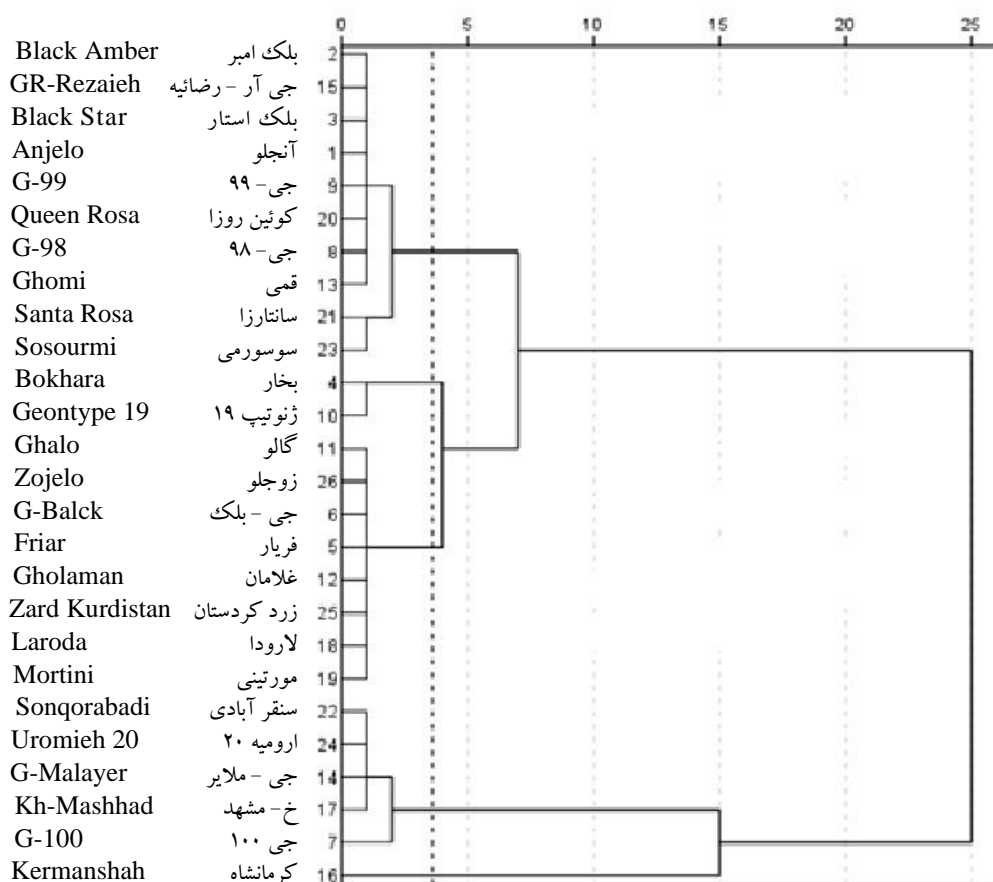 0 5 10 15 20 25
Black Amber بلک امبر 2
GR-Rezaieh جی آر - رضائیه 15
Black Star بلک استار 3
Anjelo آنجلو 1
G-99 جی- ۹۹ 9
Queen Rosa کوئین روزا 20
G-98 جی- ۹۸ 8
Ghomi قمی 13
Santa Rosa سانتارزا 21
Sosourmi سوسورمی 23
Bokhara بخار 4
Geontype 19 ژنوتیپ ۱۹ 10
Ghalo گالو 11
Zojelo زوجلو 26
G-Balck جی - بلک 6
Friar فریار 5
Gholaman غلامان 12
Zard Kurdistan زرد کردستان 25
Laroda لارودا 18
Mortini مورتینی 19
Sonqorabadi سنقر آبادی 22
Uromieh 20 ارومیه ۲۰ 24
G-Malayer جی - ملایر 14
Kh-Mashhad خ- مشهد 17
G-100 جی ۱۰۰ 7
Kermanshah کرمانشاه 16